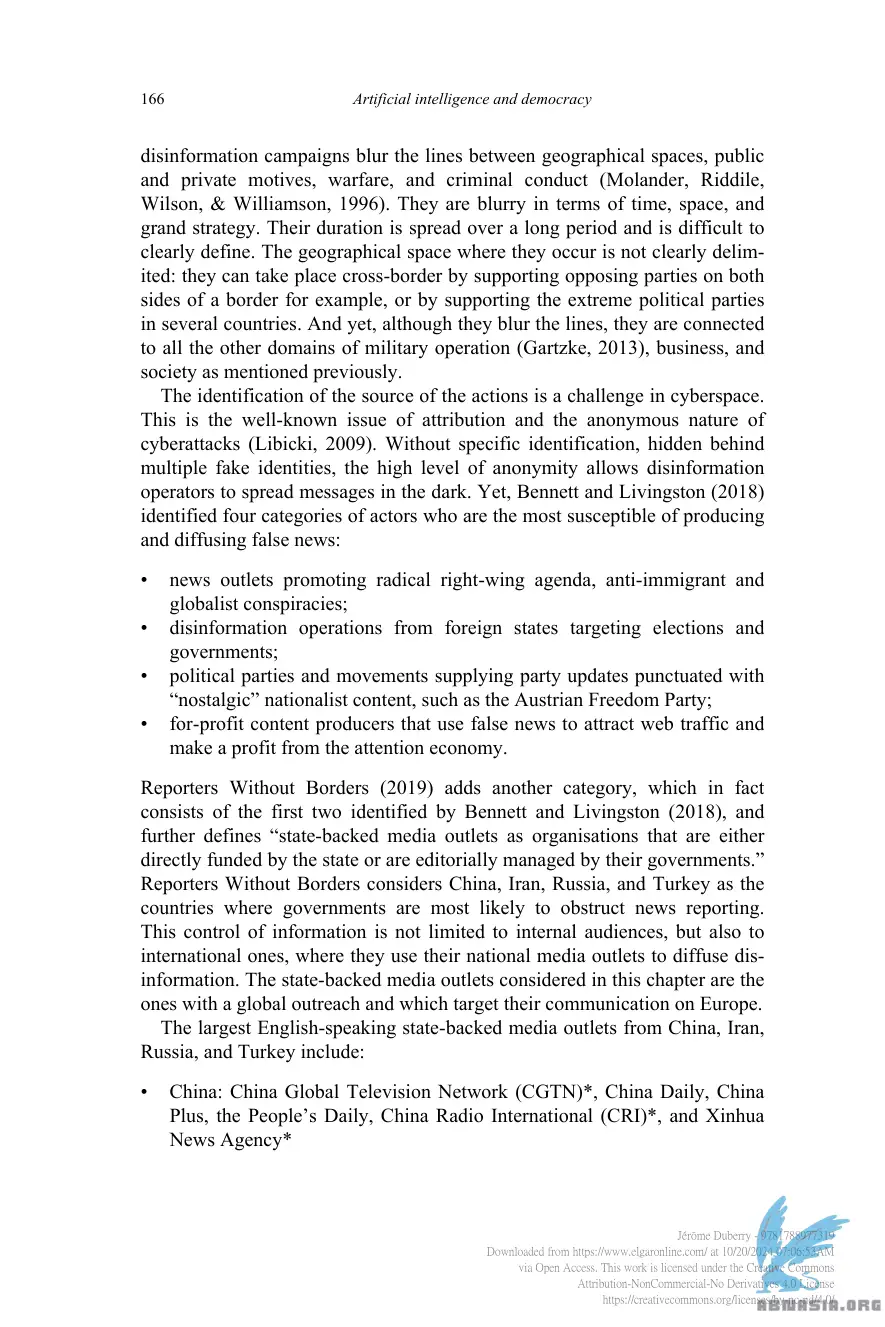 166 Artificial intelligence and democracy
disinformation campaigns blur the lines between geographical spaces, public
and private motives, warfare, and criminal conduct (Molander, Riddile,
Wilson, & Williamson, 1996). They are blurry in terms of time, space, and
grand strategy. Their duration is spread over a long period and is difficult to
clearly define. The geographical space where they occur is not clearly delim-
ited: they can take place cross-border by supporting opposing parties on both
sides of a border for example, or by supporting the extreme political parties
in several countries. And yet, although they blur the lines, they are connected
to all the other domains of military operation (Gartzke, 2013), business, and
society as mentioned previously.
The identification of the source of the actions is a challenge in cyberspace.
This is the well-known issue of attribution and the anonymous nature of
cyberattacks (Libicki, 2009). Without specific identification, hidden behind
multiple fake identities, the high level of anonymity allows disinformation
operators to spread messages in the dark. Yet, Bennett and Livingston (2018)
identified four categories of actors who are the most susceptible of producing
and diffusing false news:
• news outlets promoting radical right-wing agenda, anti-immigrant and
globalist conspiracies;
• disinformation operations from foreign states targeting elections and
governments;
• political parties and movements supplying party updates punctuated with
“nostalgic” nationalist content, such as the Austrian Freedom Party;
• for-profit content producers that use false news to attract web traffic and
make a profit from the attention economy.
Reporters Without Borders (2019) adds another category, which in fact
consists of the first two identified by Bennett and Livingston (2018), and
further defines “state-backed media outlets as organisations that are either
directly funded by the state or are editorially managed by their governments.”
Reporters Without Borders considers China, Iran, Russia, and Turkey as the
countries where governments are most likely to obstruct news reporting.
This control of information is not limited to internal audiences, but also to
international ones, where they use their national media outlets to diffuse dis-
information. The state-backed media outlets considered in this chapter are the
ones with a global outreach and which target their communication on Europe.
The largest English-speaking state-backed media outlets from China, Iran,
Russia, and Turkey include:
• China: China Global Television Network (CGTN)*, China Daily, China
Plus, the People’s Daily, China Radio International (CRI)*, and Xinhua
News Agency*
Jérôme Duberry - 9781788977319
Downloaded from https://www.elgaronline.com/ at 10/20/2024 07:06:53AM
via Open Access. This work is licensed under the Creative Commons
Attribution-NonCommercial-No Derivatives 4.0 License
https://creativecommons.org/licenses/by-nc-nd/4.0/
ABWASIA.ORG